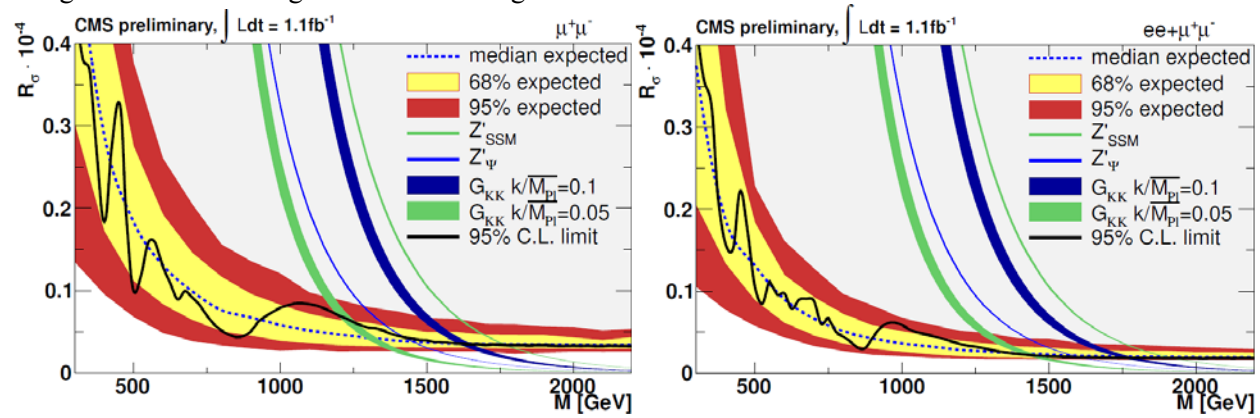 CMS preliminary, ∫ Ldt = 1.1fb⁻¹ μ⁺μ⁻
R_σ · 10⁻⁴
0.4
0.3
0.2
0.1
0
median expected
68% expected
95% expected
Z'_SSM
Z'_Ψ
G_KK k/M̅_Pl=0.1
G_KK k/M̅_Pl=0.05
95% C.L. limit
500 1000 1500 2000
M [GeV]
CMS preliminary, ∫ Ldt = 1.1fb⁻¹ ee+μ⁺μ⁻
R_σ · 10⁻⁴
0.4
0.3
0.2
0.1
0
median expected
68% expected
95% expected
Z'_SSM
Z'_Ψ
G_KK k/M̅_Pl=0.1
G_KK k/M̅_Pl=0.05
95% C.L. limit
500 1000 1500 2000
M [GeV]